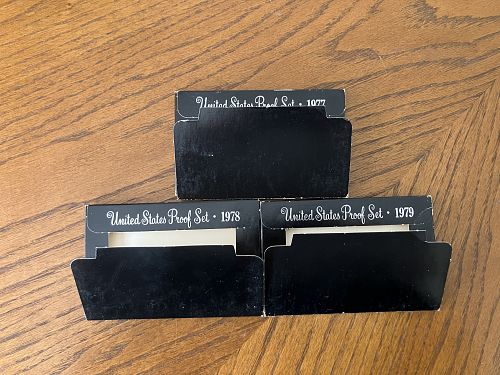 United States Proof Set · 1977
United States Proof Set · 1978
United States Proof Set · 1979